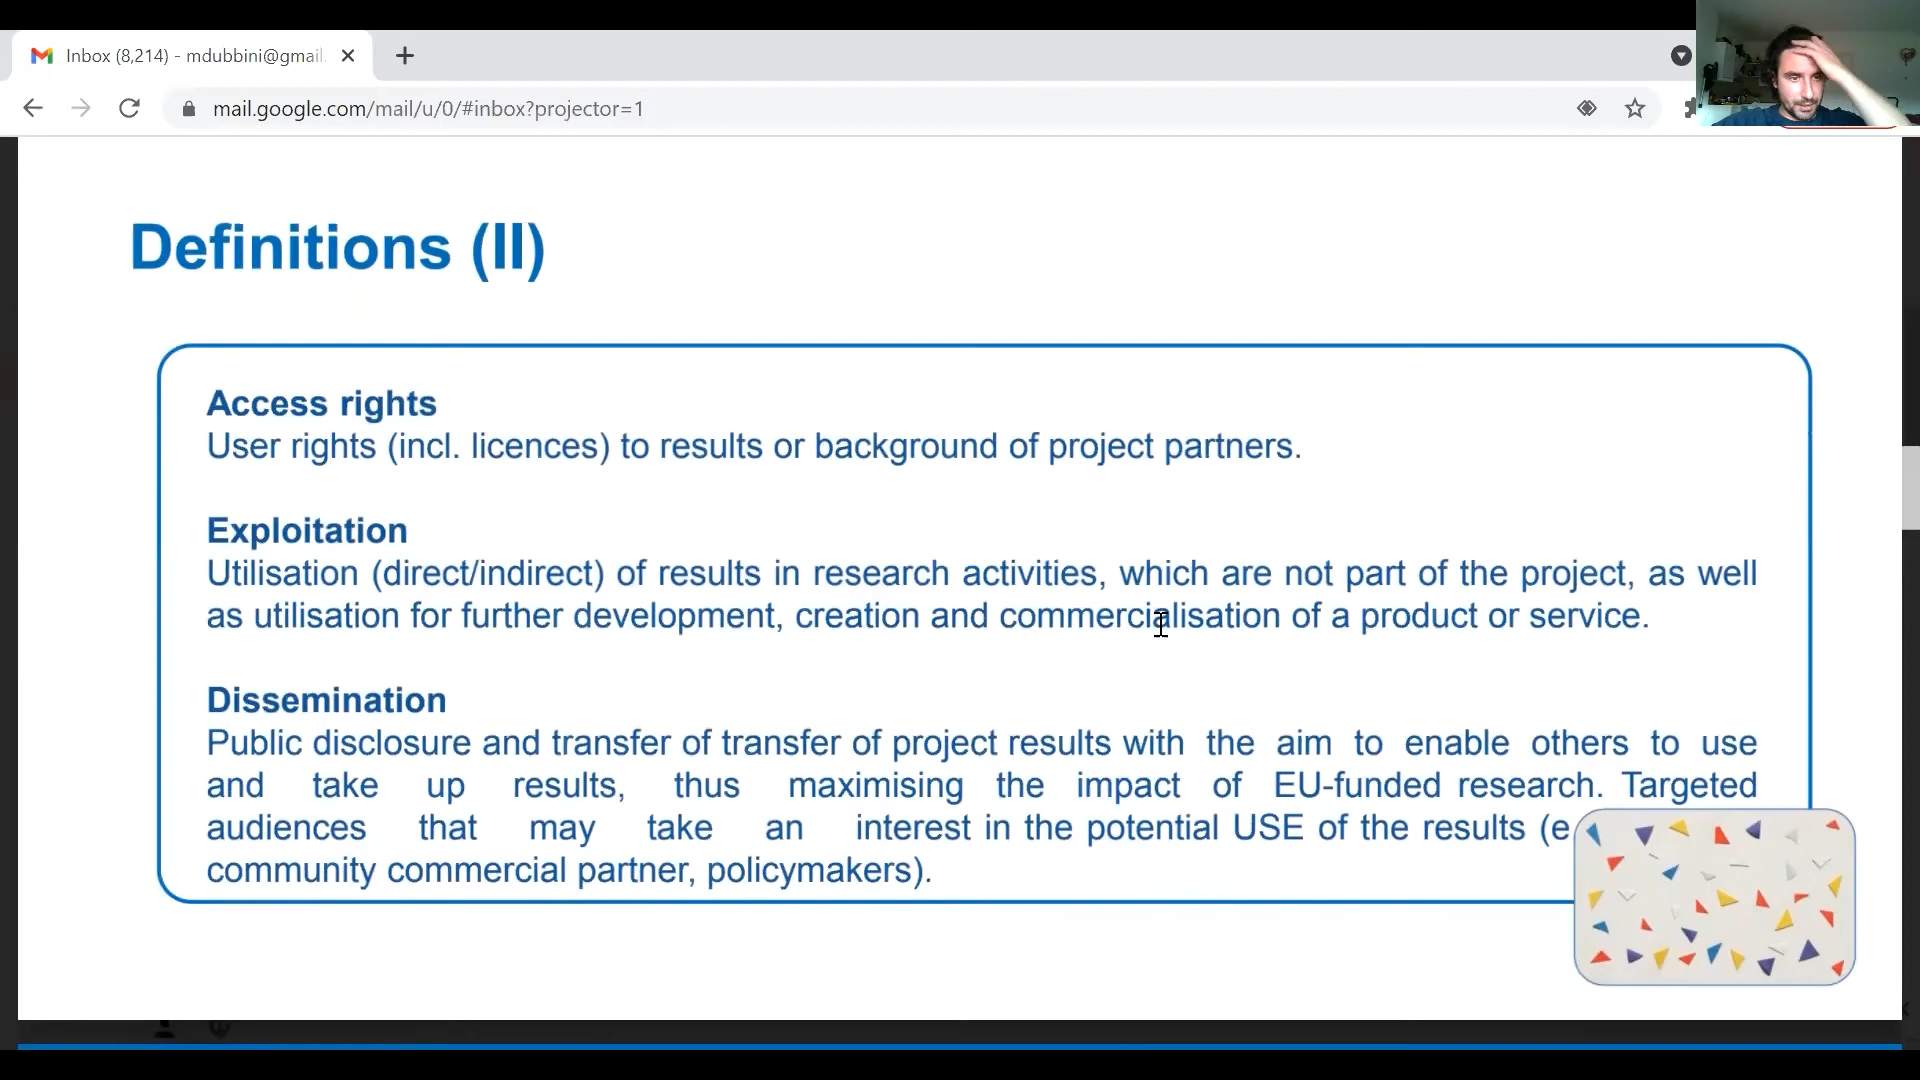 Inbox (8,214) - mdubbini@gmail.
mail.google.com/mail/u/0/#inbox?projector=1
Definitions (II)
Access rights
User rights (incl. licences) to results or background of project partners.
Exploitation
Utilisation (direct/indirect) of results in research activities, which are not part of the project, as well
as utilisation for further development, creation and commercialisation of a product or service.
Dissemination
Public disclosure and transfer of transfer of project results with the aim to enable others to use
and take up results, thus maximising the impact of EU-funded research. Targeted
audiences that may take an interest in the potential USE of the results (e
community commercial partner, policymakers).